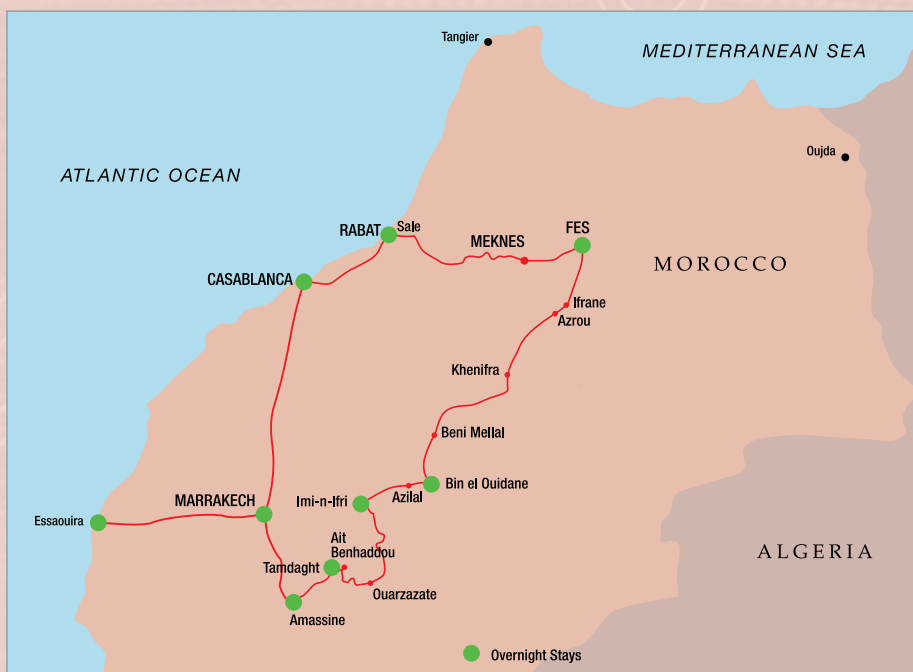 Tangier
MEDITERRANEAN SEA
Oujda
ATLANTIC OCEAN
RABAT
Sale
MEKNES
FES
MOROCCO
CASABLANCA
Ifrane
Azrou
Khenifra
Beni Mellal
Bin el Ouidane
Azilal
Imi-n-Ifri
MARRAKECH
Essaouira
Ait
Benhaddou
Tamdaght
Ouarzazate
Amassine
ALGERIA
Overnight Stays